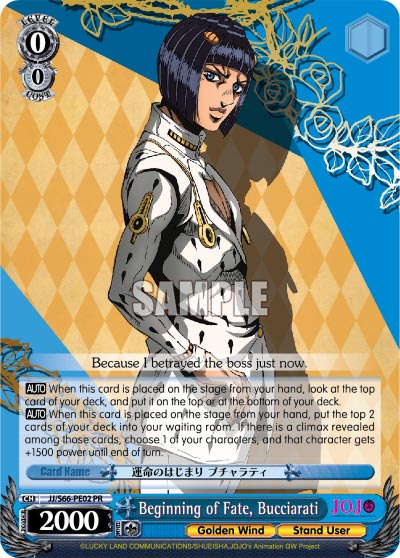 LEVEL
0
0
COST
SAMPLE
Because I betrayed the boss just now.
AUTO When this card is placed on the stage from your hand, look at the top
card of your deck, and put it on the top or the bottom of your deck.
AUTO When this card is placed on the stage from your hand, put the top 2
cards of your deck into your waiting room. If there is a climax revealed
among those cards, choose 1 of your characters, and that character gets
+1500 power until end of turn.
Card Name 運命のはじまり ブチャラティ
CH JJ/S66-PE02 PR
Beginning of Fate, Bucciarati JOJO
POWER 2000
Golden Wind Stand User
©LUCKY LAND COMMUNICATIONS/SHUEISHA,JOJO's Animation GW Project